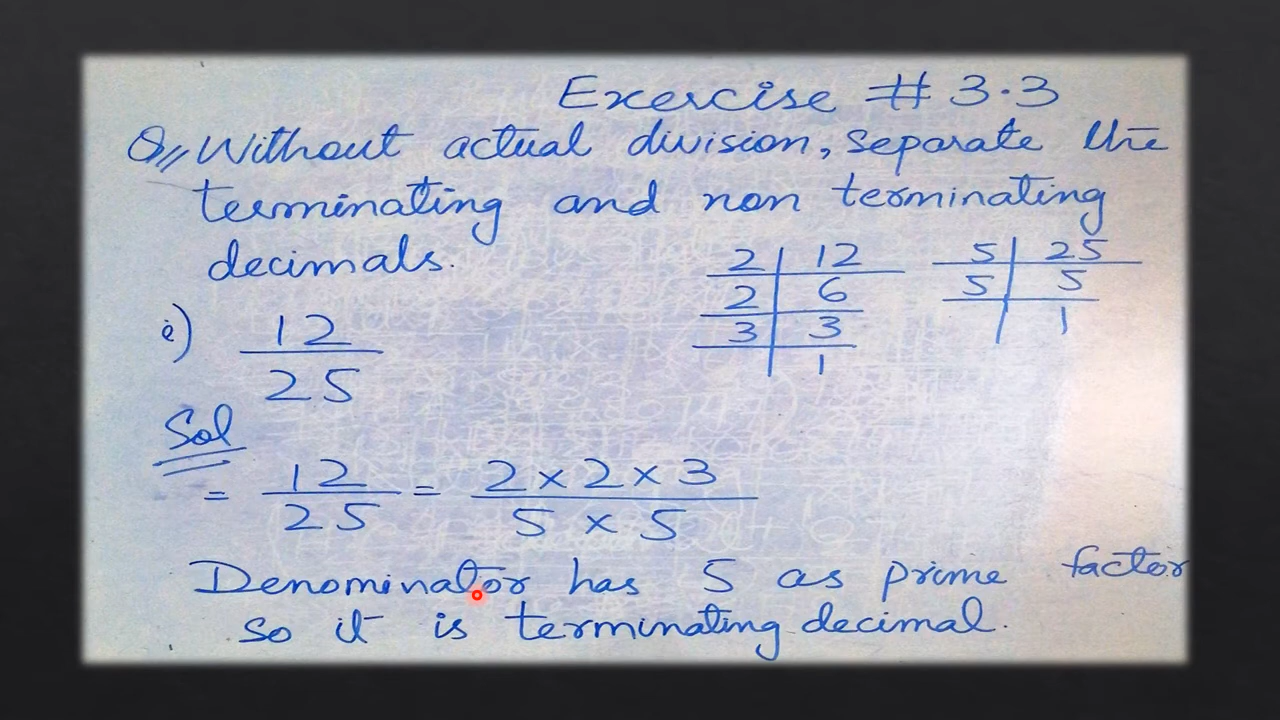 Exercise # 3.3
Q// Without actual division, separate the
terminating and non terminating
decimals.
2 | 12
2 | 6
3 | 3
1
5 | 25
5 | 5
1
i) 12
25
Sol
= 12/25 = 2 × 2 × 3 / 5 × 5
Denominator has 5 as prime factor
so it is terminating decimal.